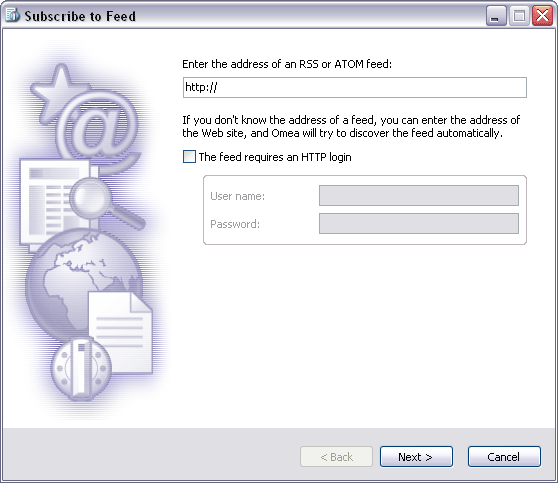 Subscribe to Feed
Enter the address of an RSS or ATOM feed:
http://
If you don't know the address of a feed, you can enter the address of
the Web site, and Omea will try to discover the feed automatically.
The feed requires an HTTP login
User name:
Password:
< Back
Next >
Cancel